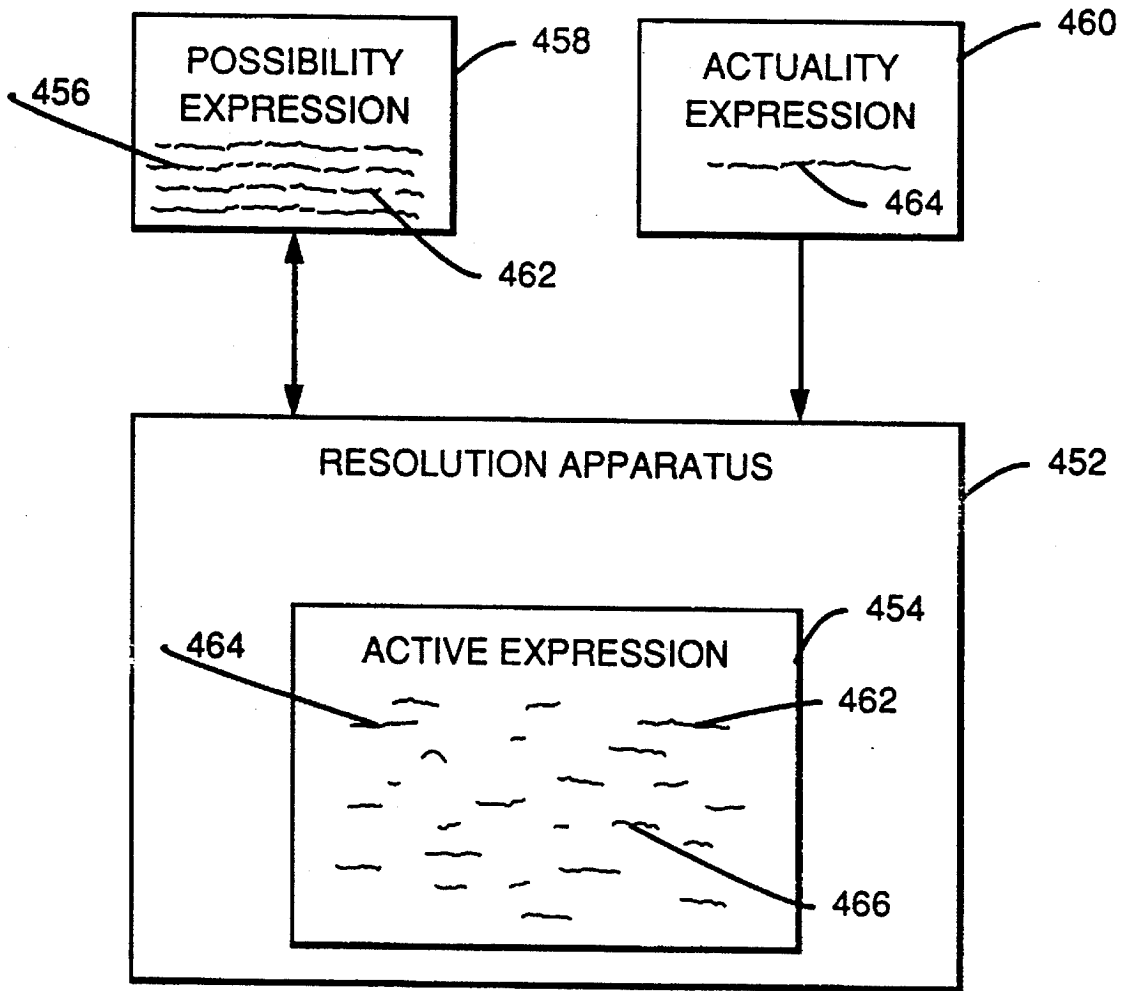 POSSIBILITY
EXPRESSION
458
456
462
ACTUALITY
EXPRESSION
460
464
RESOLUTION APPARATUS
452
ACTIVE EXPRESSION
454
464
462
466